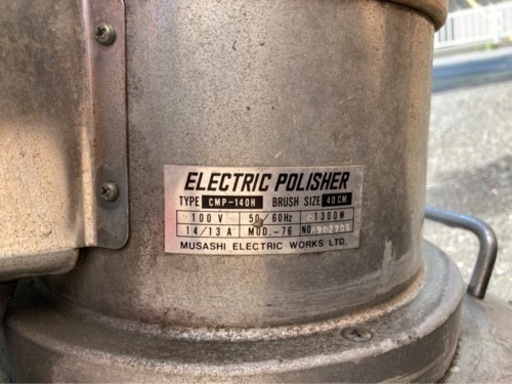 ELECTRIC POLISHER
TYPE CMP-140H BRUSH SIZE 40CM
100 V 50/60Hz 1300W
14/13 A MOD.-76 NO.902706
MUSASHI ELECTRIC WORKS LTD.